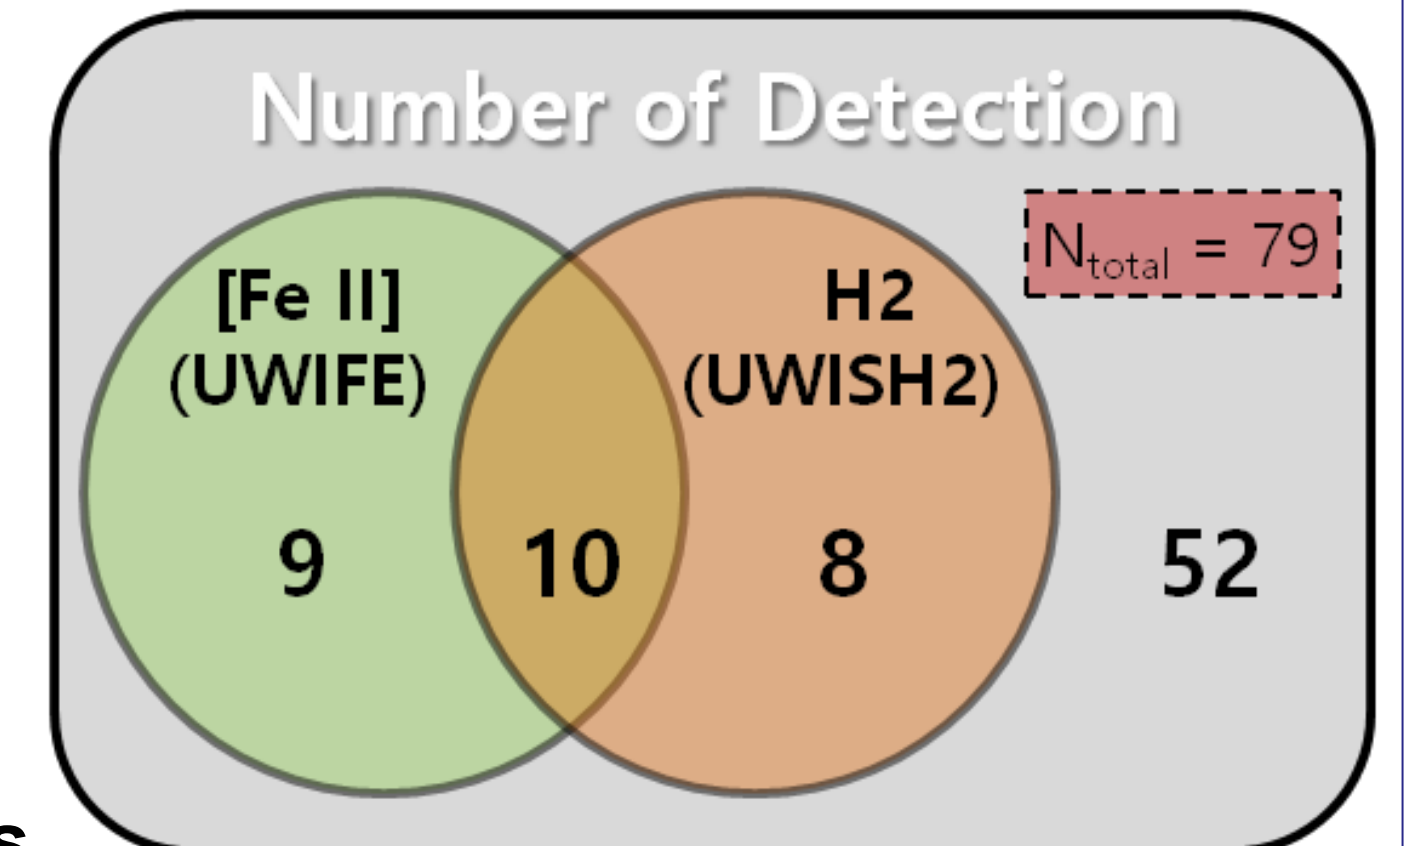 Number of Detection
N_total = 79
[Fe II]
(UWIFE)
H2
(UWISH2)
9
10
8
52
s